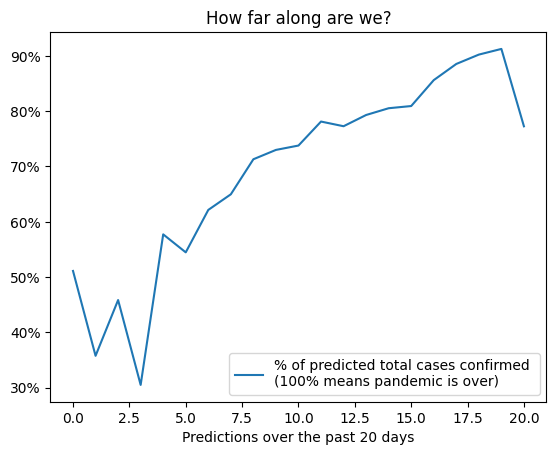 How far along are we?
90%
80%
70%
60%
50%
40%
30%
% of predicted total cases confirmed
(100% means pandemic is over)
0.0 2.5 5.0 7.5 10.0 12.5 15.0 17.5 20.0
Predictions over the past 20 days